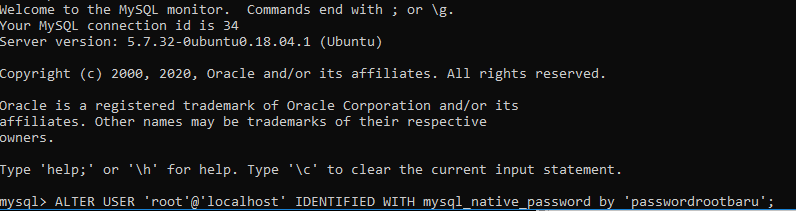 Welcome to the MySQL monitor.  Commands end with ; or \g.
Your MySQL connection id is 34
Server version: 5.7.32-0ubuntu0.18.04.1 (Ubuntu)
Copyright (c) 2000, 2020, Oracle and/or its affiliates. All rights reserved.
Oracle is a registered trademark of Oracle Corporation and/or its
affiliates. Other names may be trademarks of their respective
owners.
Type 'help;' or '\h' for help. Type '\c' to clear the current input statement.
mysql> ALTER USER 'root'@'localhost' IDENTIFIED WITH mysql_native_password by 'passwordrootbaru';